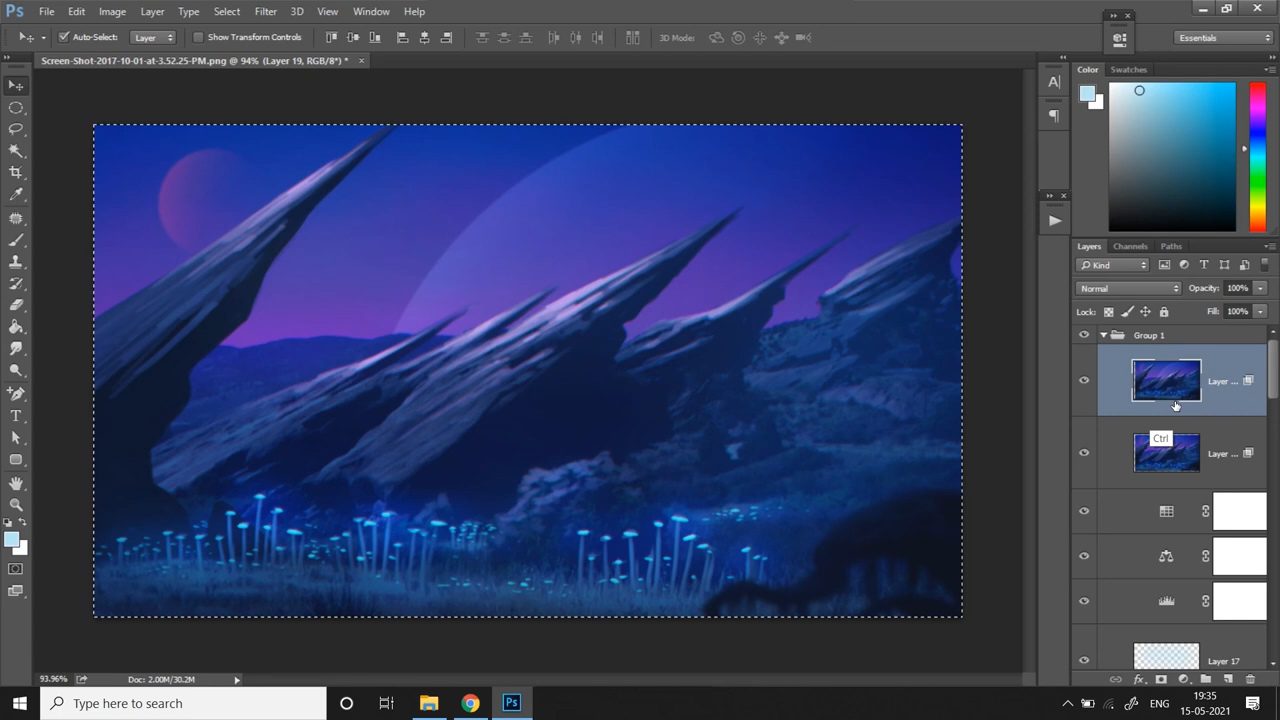 Ps File Edit Image Layer Type Select Filter 3D View Window Help
Auto-Select: Layer Show Transform Controls 3D Mode: Essentials
Screen-Shot-2017-10-01-at-3.52.25-PM.png @ 94% (Layer 19, RGB/8*) * ×
Color Swatches
Layers Channels Paths
Kind
Normal Opacity: 100%
Lock: Fill: 100%
Group 1
Layer ...
Ctrl
Layer ...
Layer 17
fx
93.96% Doc: 2.00M/30.2M
Type here to search
Ps
ENG
19:35
15-05-2021